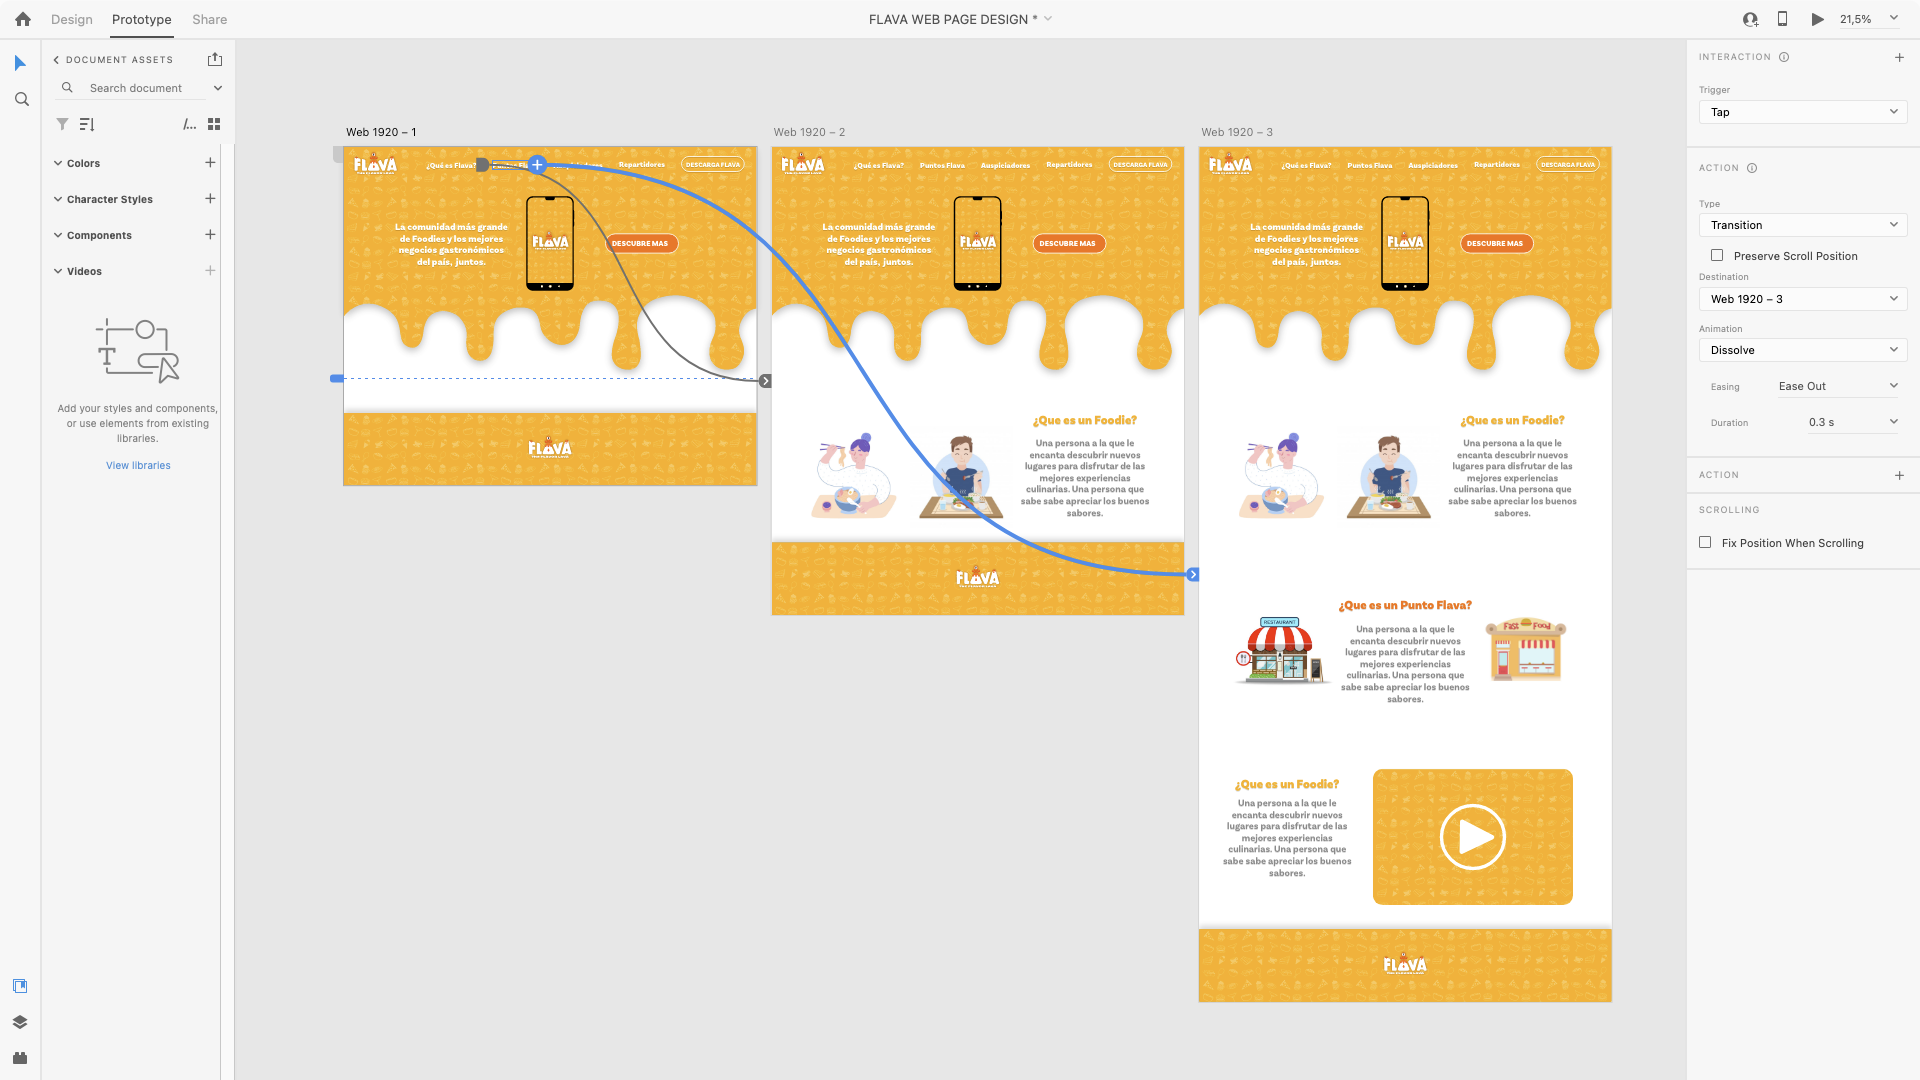 Design
Prototype
Share
FLAVA WEB PAGE DESIGN *
21,5%
DOCUMENT ASSETS
Search document
/...
Colors
Character Styles
Components
Videos
Add your styles and components,
or use elements from existing
libraries.
View libraries
Web 1920 – 1
FLAVA
¿Qué es Flava?
Repartidores
DESCARGA FLAVA
La comunidad más grande
de Foodies y los mejores
negocios gastronómicos
del país, juntos.
FLAVA
DESCUBRE MAS
FLAVA
Web 1920 – 2
FLAVA
¿Qué es Flava?
Puntos Flava
Auspiciadores
Repartidores
DESCARGA FLAVA
La comunidad más grande
de Foodies y los mejores
negocios gastronómicos
del país, juntos.
FLAVA
DESCUBRE MAS
¿Que es un Foodie?
Una persona a la que le
encanta descubrir nuevos
lugares para disfrutar de las
mejores experiencias
culinarias. Una persona que
sabe sabe apreciar los buenos
sabores.
FLAVA
Web 1920 – 3
FLAVA
¿Qué es Flava?
Puntos Flava
Auspiciadores
Repartidores
DESCARGA FLAVA
La comunidad más grande
de Foodies y los mejores
negocios gastronómicos
del país, juntos.
FLAVA
DESCUBRE MAS
¿Que es un Foodie?
Una persona a la que le
encanta descubrir nuevos
lugares para disfrutar de las
mejores experiencias
culinarias. Una persona que
sabe sabe apreciar los buenos
sabores.
RESTAURANT
¿Que es un Punto Flava?
Una persona a la que le
encanta descubrir nuevos
lugares para disfrutar de las
mejores experiencias
culinarias. Una persona que
sabe sabe apreciar los buenos
sabores.
Fast Food
¿Que es un Foodie?
Una persona a la que le
encanta descubrir nuevos
lugares para disfrutar de las
mejores experiencias
culinarias. Una persona que
sabe sabe apreciar los buenos
sabores.
FLAVA
INTERACTION
Trigger
Tap
ACTION
Type
Transition
Preserve Scroll Position
Destination
Web 1920 – 3
Animation
Dissolve
Easing
Ease Out
Duration
0.3 s
ACTION
SCROLLING
Fix Position When Scrolling